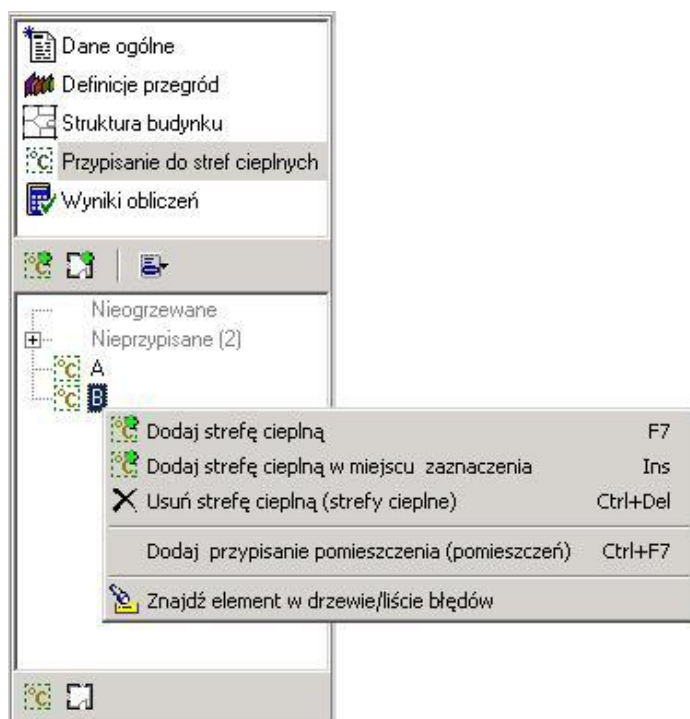 Dane ogólne
Definicje przegród
Struktura budynku
°C Przypisanie do stref cieplnych
Wyniki obliczeń
°C
Nieogrzewane
Nieprzypisane (2)
°C A
°C B
°C Dodaj strefę cieplną F7
°C Dodaj strefę cieplną w miejscu zaznaczenia Ins
Usuń strefę cieplną (strefy cieplne) Ctrl+Del
Dodaj przypisanie pomieszczenia (pomieszczeń) Ctrl+F7
Znajdź element w drzewie/liście błędów
°C